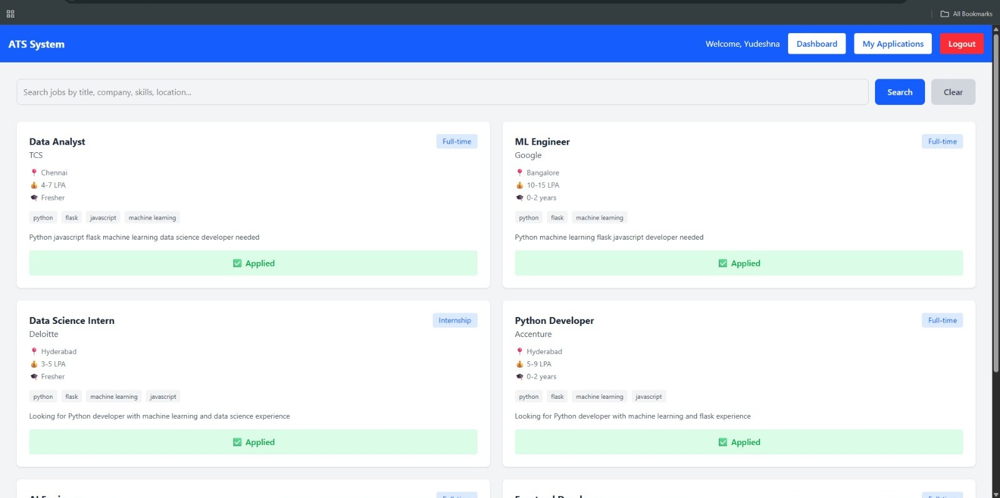 All Bookmarks
ATS System
Welcome, Yudeshna
Dashboard
My Applications
Logout
Search jobs by title, company, skills, location...
Search
Clear
Data Analyst
Full-time
TCS
Chennai
4-7 LPA
Fresher
python flask javascript machine learning
Python javascript flask machine learning data science developer needed
Applied
ML Engineer
Full-time
Google
Bangalore
10-15 LPA
0-2 years
python flask machine learning
Python machine learning flask javascript developer needed
Applied
Data Science Intern
Internship
Deloitte
Hyderabad
3-5 LPA
Fresher
python flask machine learning javascript
Looking for Python developer with machine learning and data science experience
Applied
Python Developer
Full-time
Accenture
Hyderabad
5-9 LPA
0-2 years
python flask machine learning javascript
Looking for Python developer with machine learning and flask experience
Applied